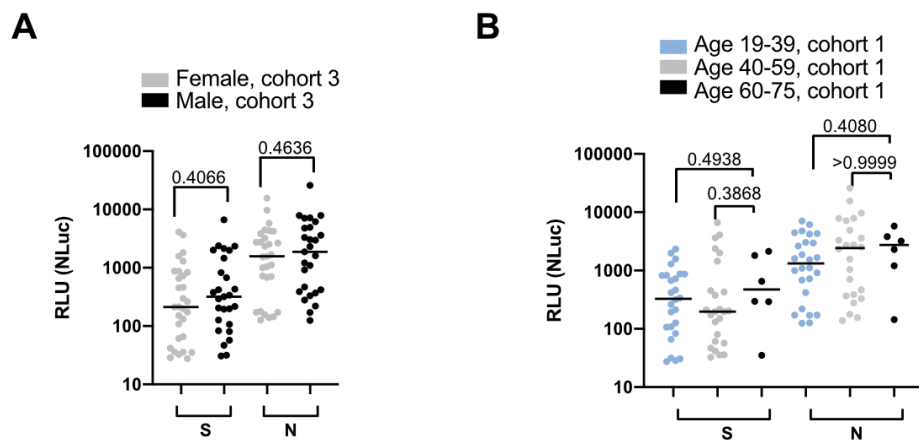 A
Female, cohort 3
Male, cohort 3
0.4066
0.4636
RLU (NLuc)
100000
10000
1000
100
10
S
N
B
Age 19-39, cohort 1
Age 40-59, cohort 1
Age 60-75, cohort 1
0.4938
0.3868
0.4080
>0.9999
RLU (NLuc)
100000
10000
1000
100
10
S
N